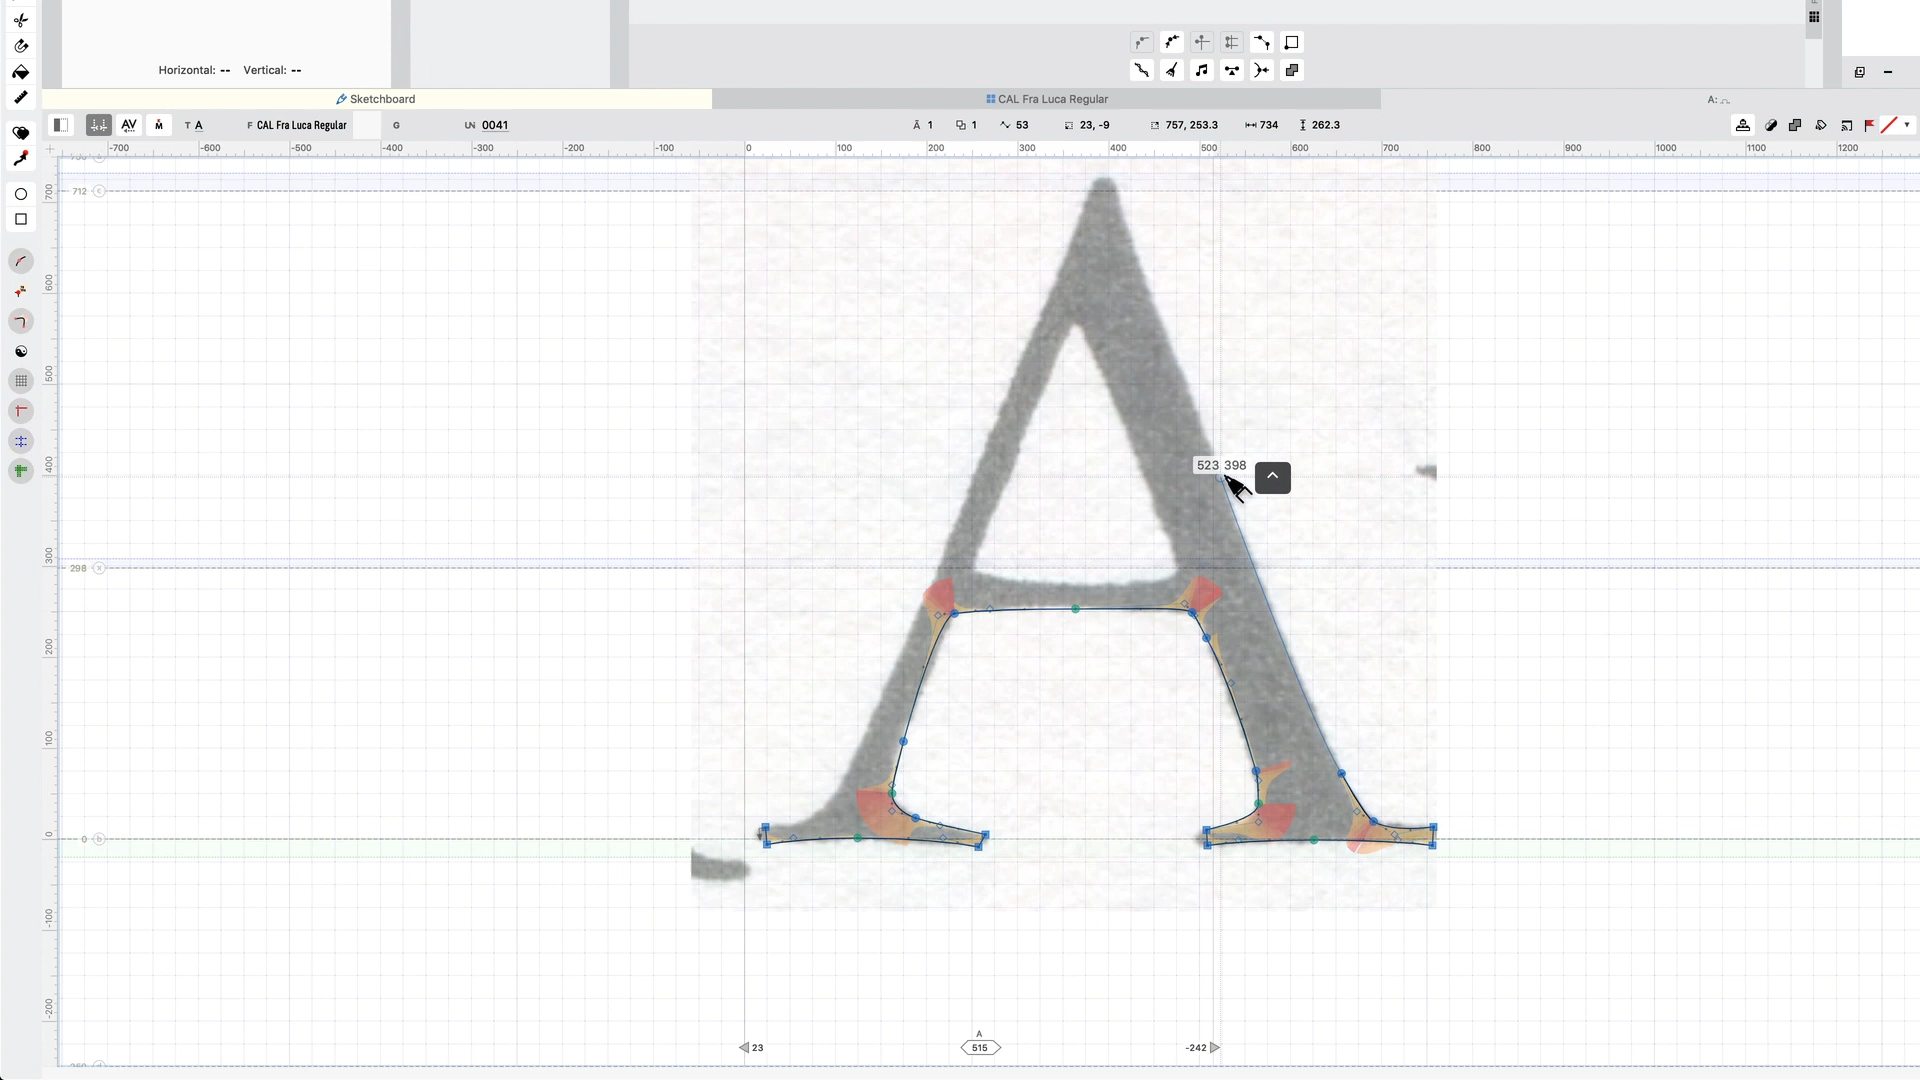 Horizontal: -- Vertical: --
Sketchboard
CAL Fra Luca Regular
A:
T A
F CAL Fra Luca Regular
G
UN 0041
1
1
53
23, -9
757, 253.3
734
262.3
-700 -600 -500 -400 -300 -200 -100 0 100 200 300 400 500 600 700 800 900 1000 1100 1200
712 c
700
600
500
523 398
400
300
298 x
200
100
0
0 b
-100
-200
A
23
515
-242